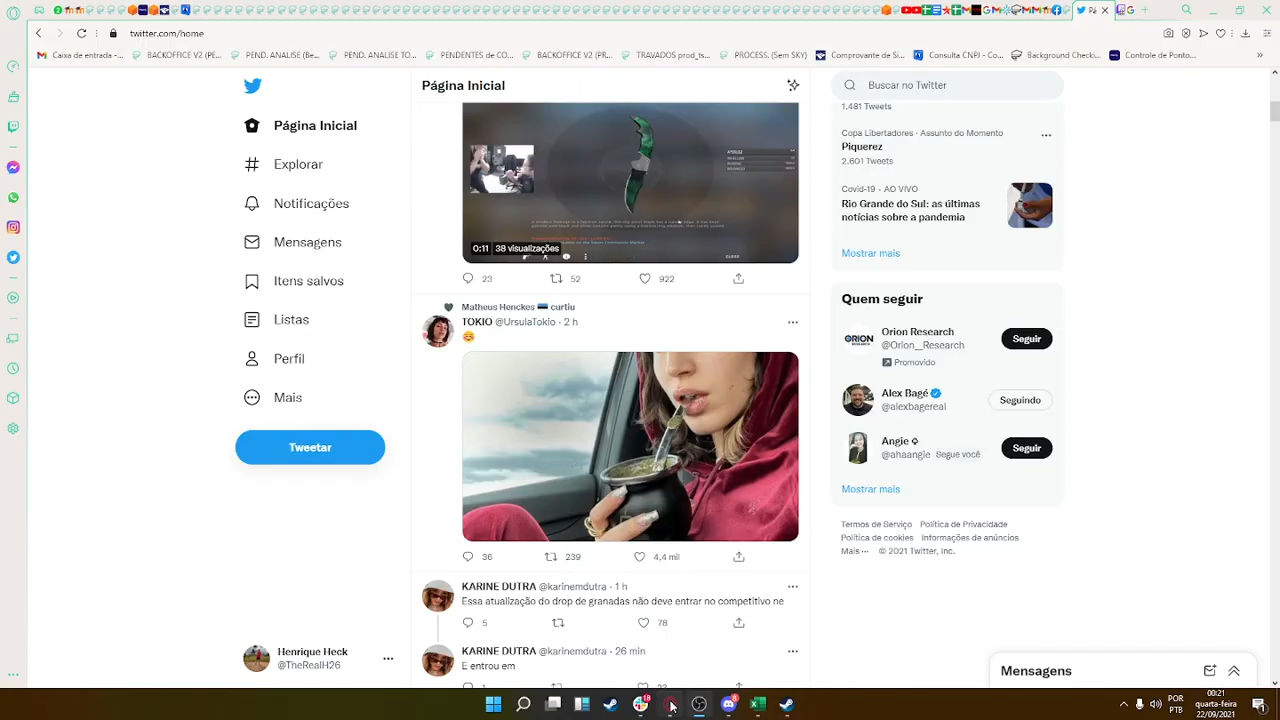 twitter.com/home
Caixa de entrada -...
BACKOFFICE V2 (PE...
PEND. ANALISE (Be...
PEND. ANALISE TO...
PENDENTES de CO...
BACKOFFICE V2 (PR...
TRAVADOS prod_ts...
PROCESS. (Sem SKY)
Comprovante de Si...
Consulta CNPJ - Co...
Background Checki...
Controle de Ponto...
Página Inicial
Explorar
Notificações
Mensagens
Itens salvos
Listas
Perfil
Mais
Tweetar
Henrique Heck
@TheRealH26
Página Inicial
0:11 38 visualizações
23 52 922
Matheus Henckes curtiu
TOKIO @UrsulaTokio · 2 h
36 239 4,4 mil
KARINE DUTRA @karinemdutra · 1 h
Essa atualização do drop de granadas não deve entrar no competitivo ne
5 78
KARINE DUTRA @karinemdutra · 26 min
E entrou em
Buscar no Twitter
1.481 Tweets
Copa Libertadores · Assunto do Momento
Piquerez
2.601 Tweets
Covid-19 · AO VIVO
Rio Grande do Sul: as últimas
notícias sobre a pandemia
Mostrar mais
Quem seguir
Orion Research
@Orion__Research
Promovido
Seguir
Alex Bagé
@alexbagereal
Seguindo
Angie
@ahaangie Segue você
Seguir
Mostrar mais
Termos de Serviço Política de Privacidade
Política de cookies Informações de anúncios
Mais ··· © 2021 Twitter, Inc.
Mensagens
18
8
POR
PTB
00:21
quarta-feira
22/09/2021